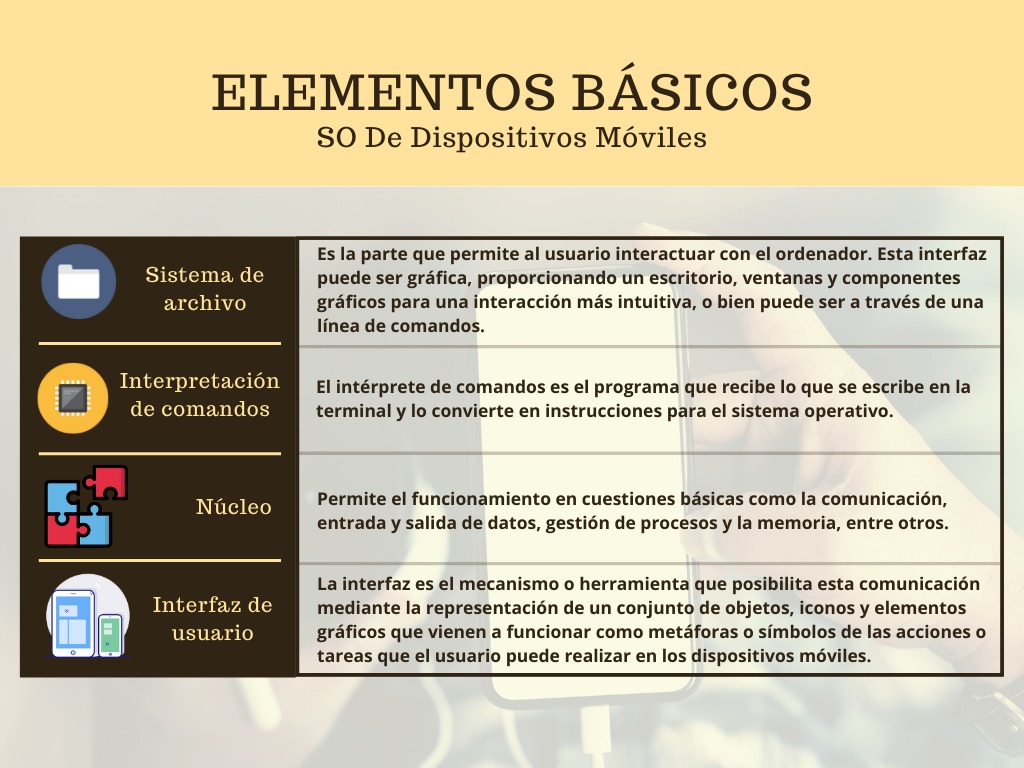 ELEMENTOS BÁSICOS
SO De Dispositivos Móviles
Sistema de
archivo
Es la parte que permite al usuario interactuar con el ordenador. Esta interfaz
puede ser gráfica, proporcionando un escritorio, ventanas y componentes
gráficos para una interacción más intuitiva, o bien puede ser a través de una
línea de comandos.
Interpretación
de comandos
El intérprete de comandos es el programa que recibe lo que se escribe en la
terminal y lo convierte en instrucciones para el sistema operativo.
Núcleo
Permite el funcionamiento en cuestiones básicas como la comunicación,
entrada y salida de datos, gestión de procesos y la memoria, entre otros.
Interfaz de
usuario
La interfaz es el mecanismo o herramienta que posibilita esta comunicación
mediante la representación de un conjunto de objetos, iconos y elementos
gráficos que vienen a funcionar como metáforas o símbolos de las acciones o
tareas que el usuario puede realizar en los dispositivos móviles.